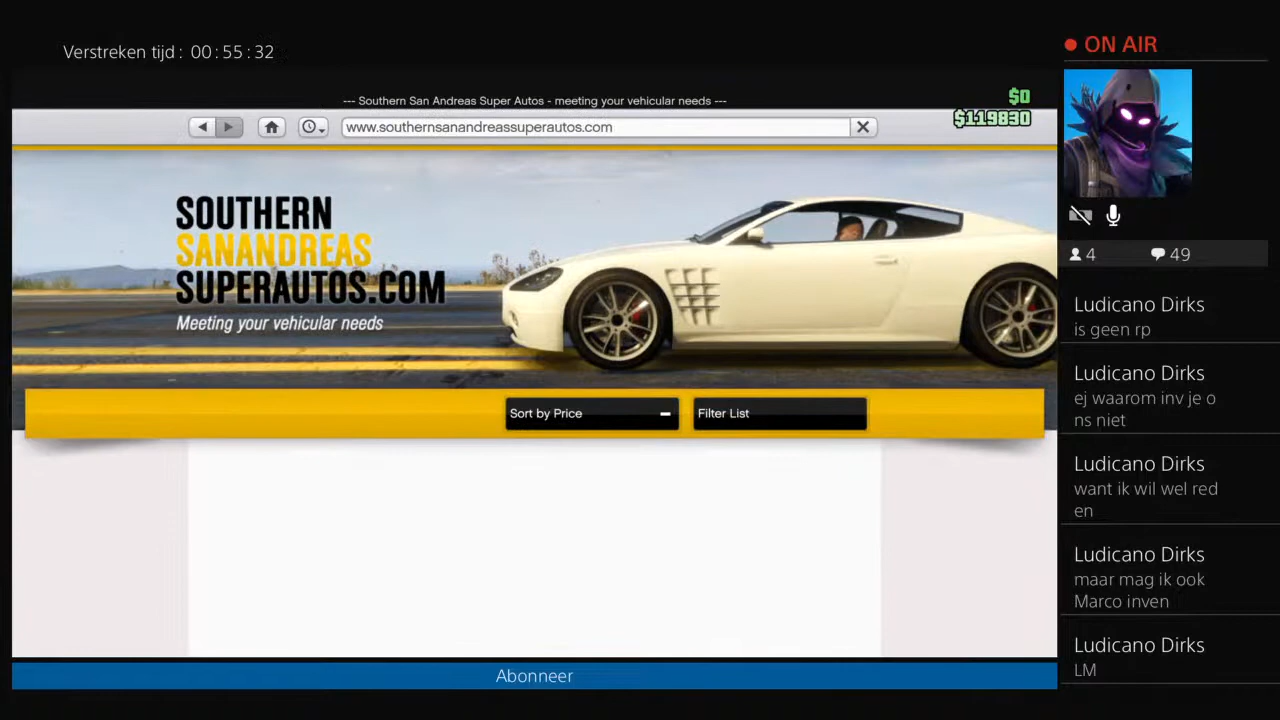 Verstreken tijd : 00 : 55 : 32
ON AIR
--- Southern San Andreas Super Autos - meeting your vehicular needs ---
$0
$119830
www.southernsanandreassuperautos.com
SOUTHERN
SANANDREAS
SUPERAUTOS.COM
Meeting your vehicular needs
Sort by Price
Filter List
4
49
Ludicano Dirks
is geen rp
Ludicano Dirks
ej waarom inv je o
ns niet
Ludicano Dirks
want ik wil wel red
en
Ludicano Dirks
maar mag ik ook
Marco inven
Ludicano Dirks
LM
Abonneer